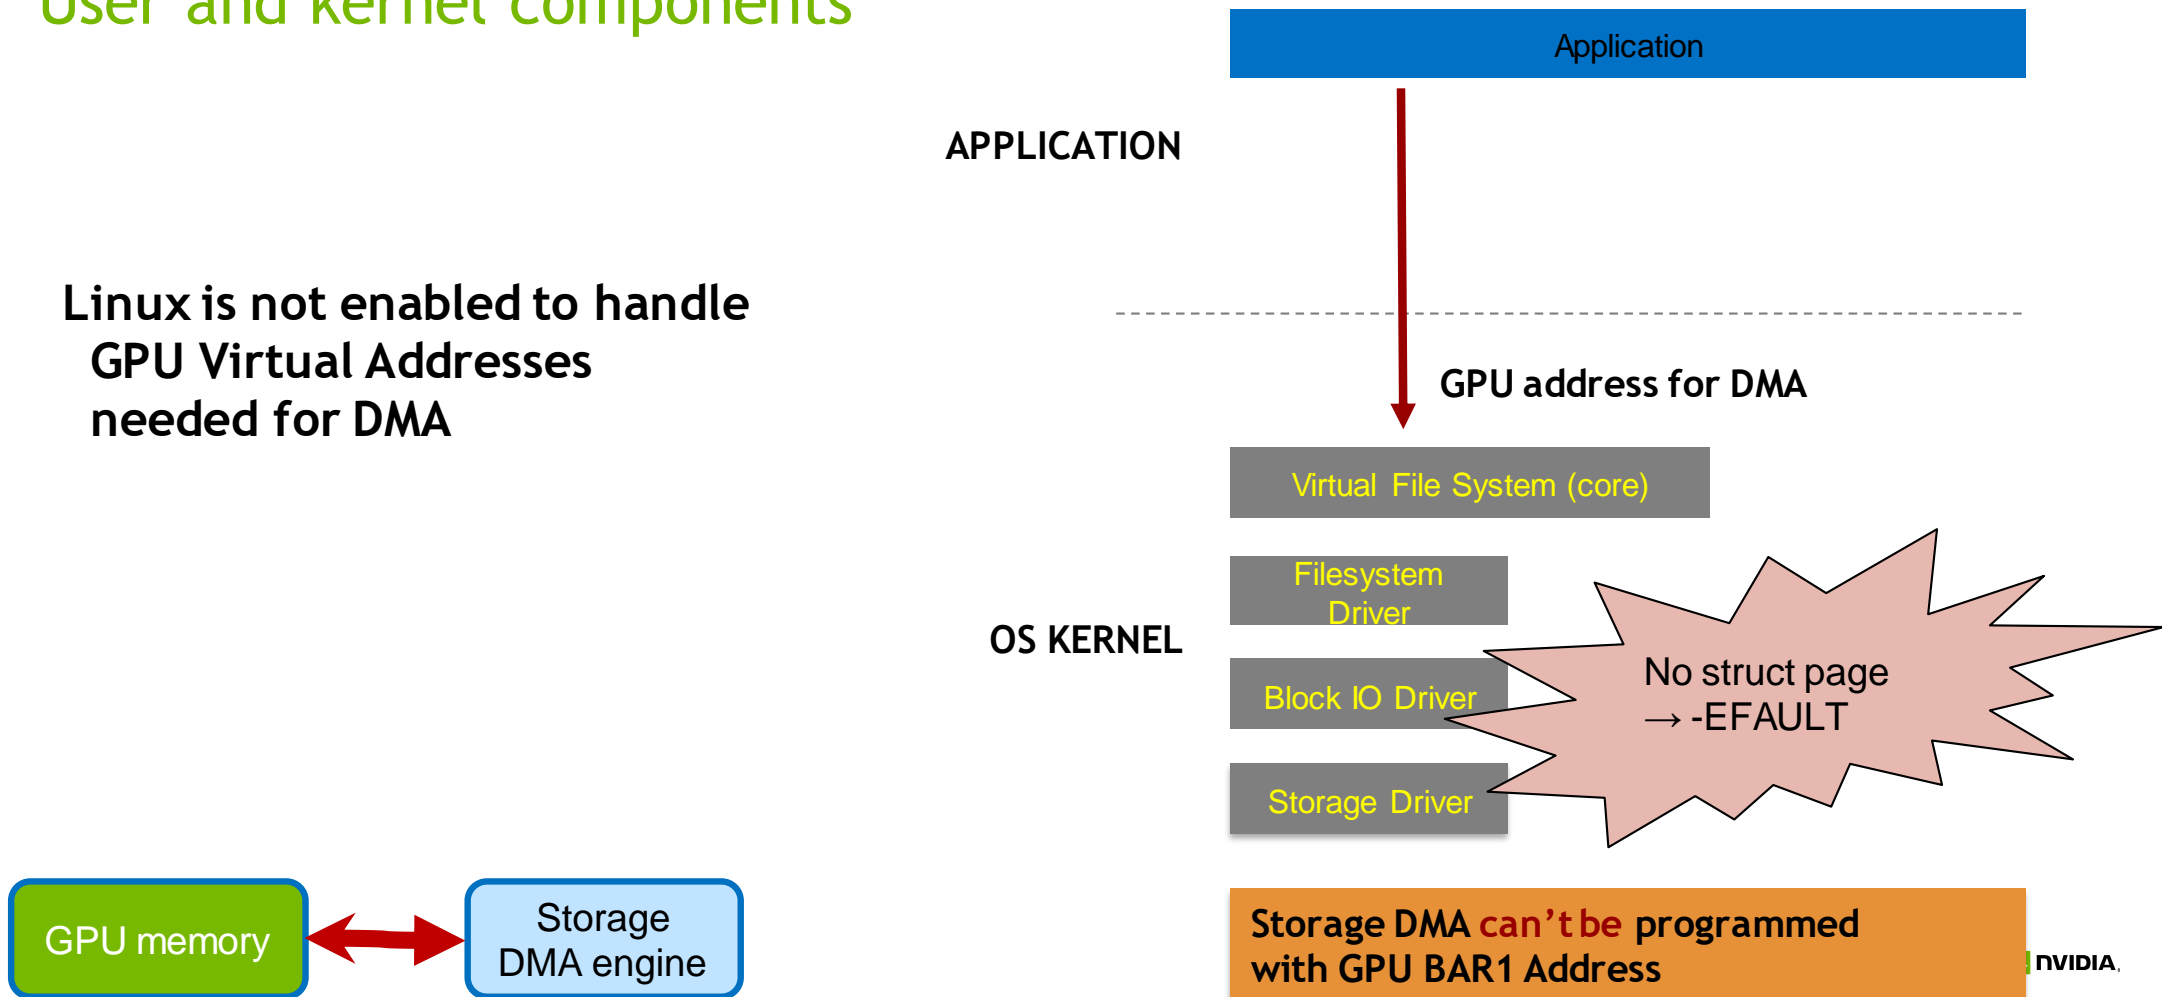 User and kernel components
Application
APPLICATION
Linux is not enabled to handle
GPU Virtual Addresses
needed for DMA
GPU address for DMA
Virtual File System (core)
Filesystem
Driver
OS KERNEL
Block IO Driver
No struct page
→ -EFAULT
Storage Driver
GPU memory
Storage
DMA engine
Storage DMA can't be programmed
with GPU BAR1 Address
NVIDIA.